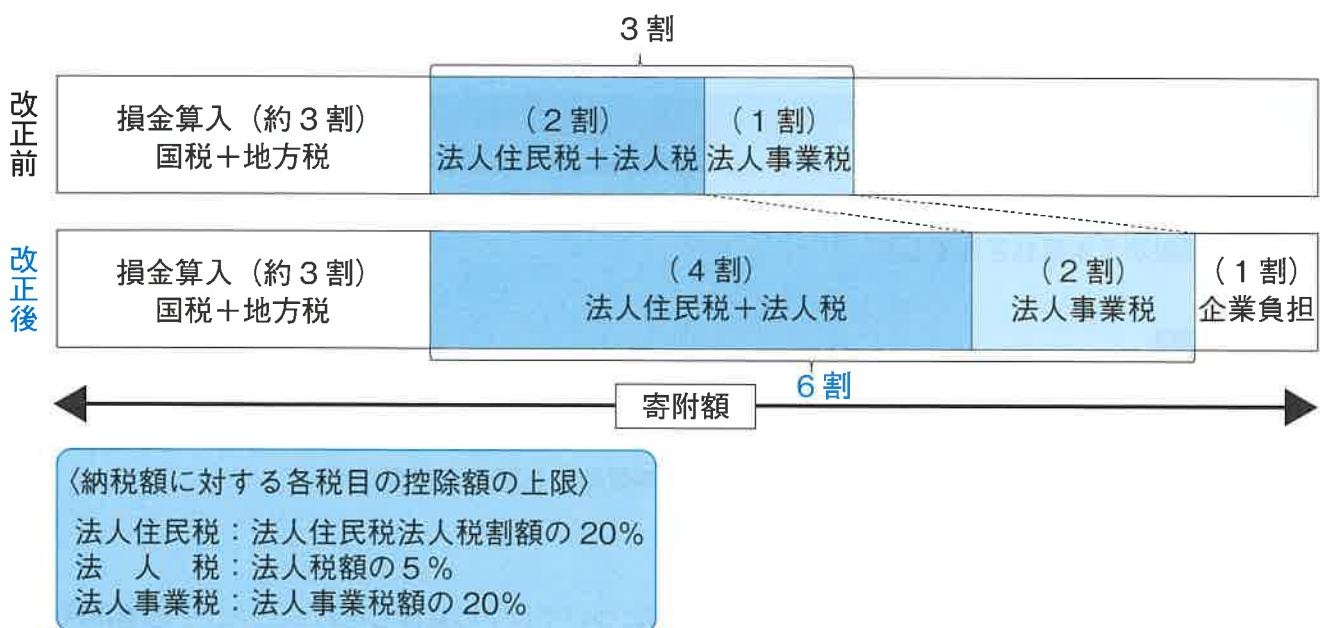 3割
改正前
損金算入（約3割）
国税＋地方税
（2割）
法人住民税＋法人税
（1割）
法人事業税
改正後
損金算入（約3割）
国税＋地方税
（4割）
法人住民税＋法人税
（2割）
法人事業税
（1割）
企業負担
6割
寄附額
〈納税額に対する各税目の控除額の上限〉
法人住民税：法人住民税法人税割額の20%
法　人　税：法人税額の5%
法人事業税：法人事業税額の20%